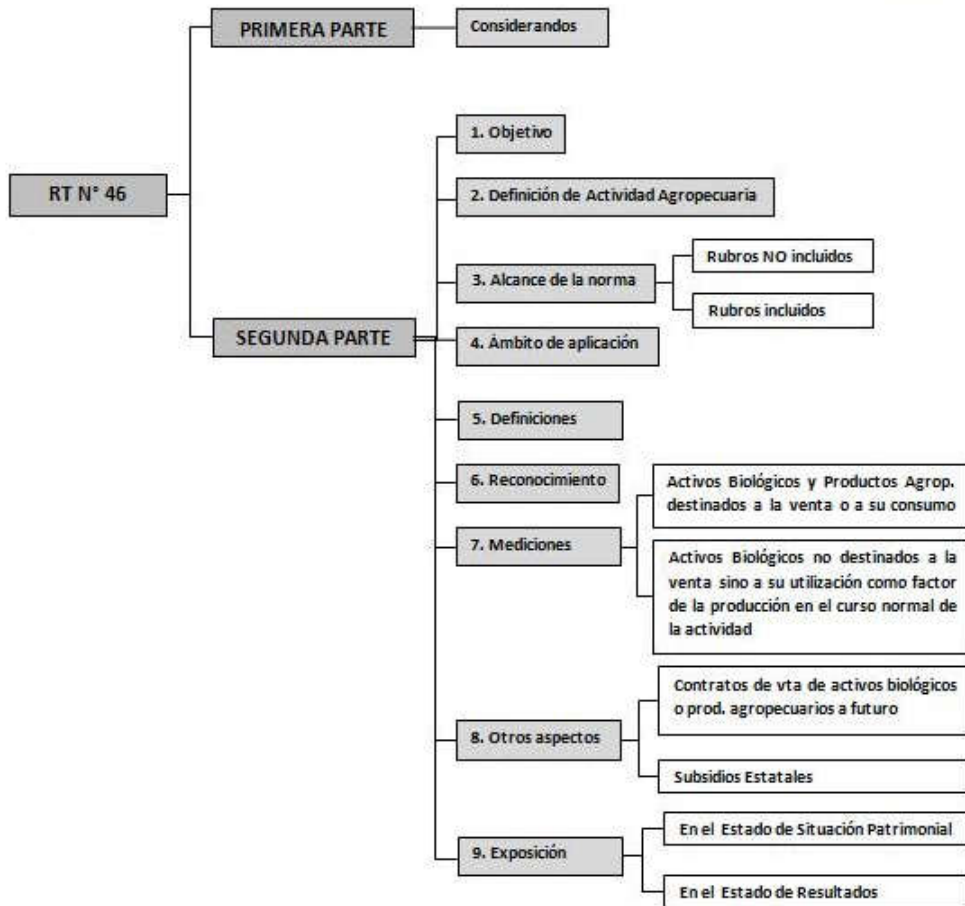 PRIMERA PARTE
Considerandos
RT N° 46
SEGUNDA PARTE
1. Objetivo
2. Definición de Actividad Agropecuaria
3. Alcance de la norma
Rubros NO incluidos
Rubros incluidos
4. Ámbito de aplicación
5. Definiciones
6. Reconocimiento
7. Mediciones
Activos Biológicos y Productos Agrop.
destinados a la venta o a su consumo
Activos Biológicos no destinados a la
venta sino a su utilización como factor
de la producción en el curso normal de
la actividad
8. Otros aspectos
Contratos de vta de activos biológicos
o prod. agropecuarios a futuro
Subsidios Estatales
9. Exposición
En el Estado de Situación Patrimonial
En el Estado de Resultados